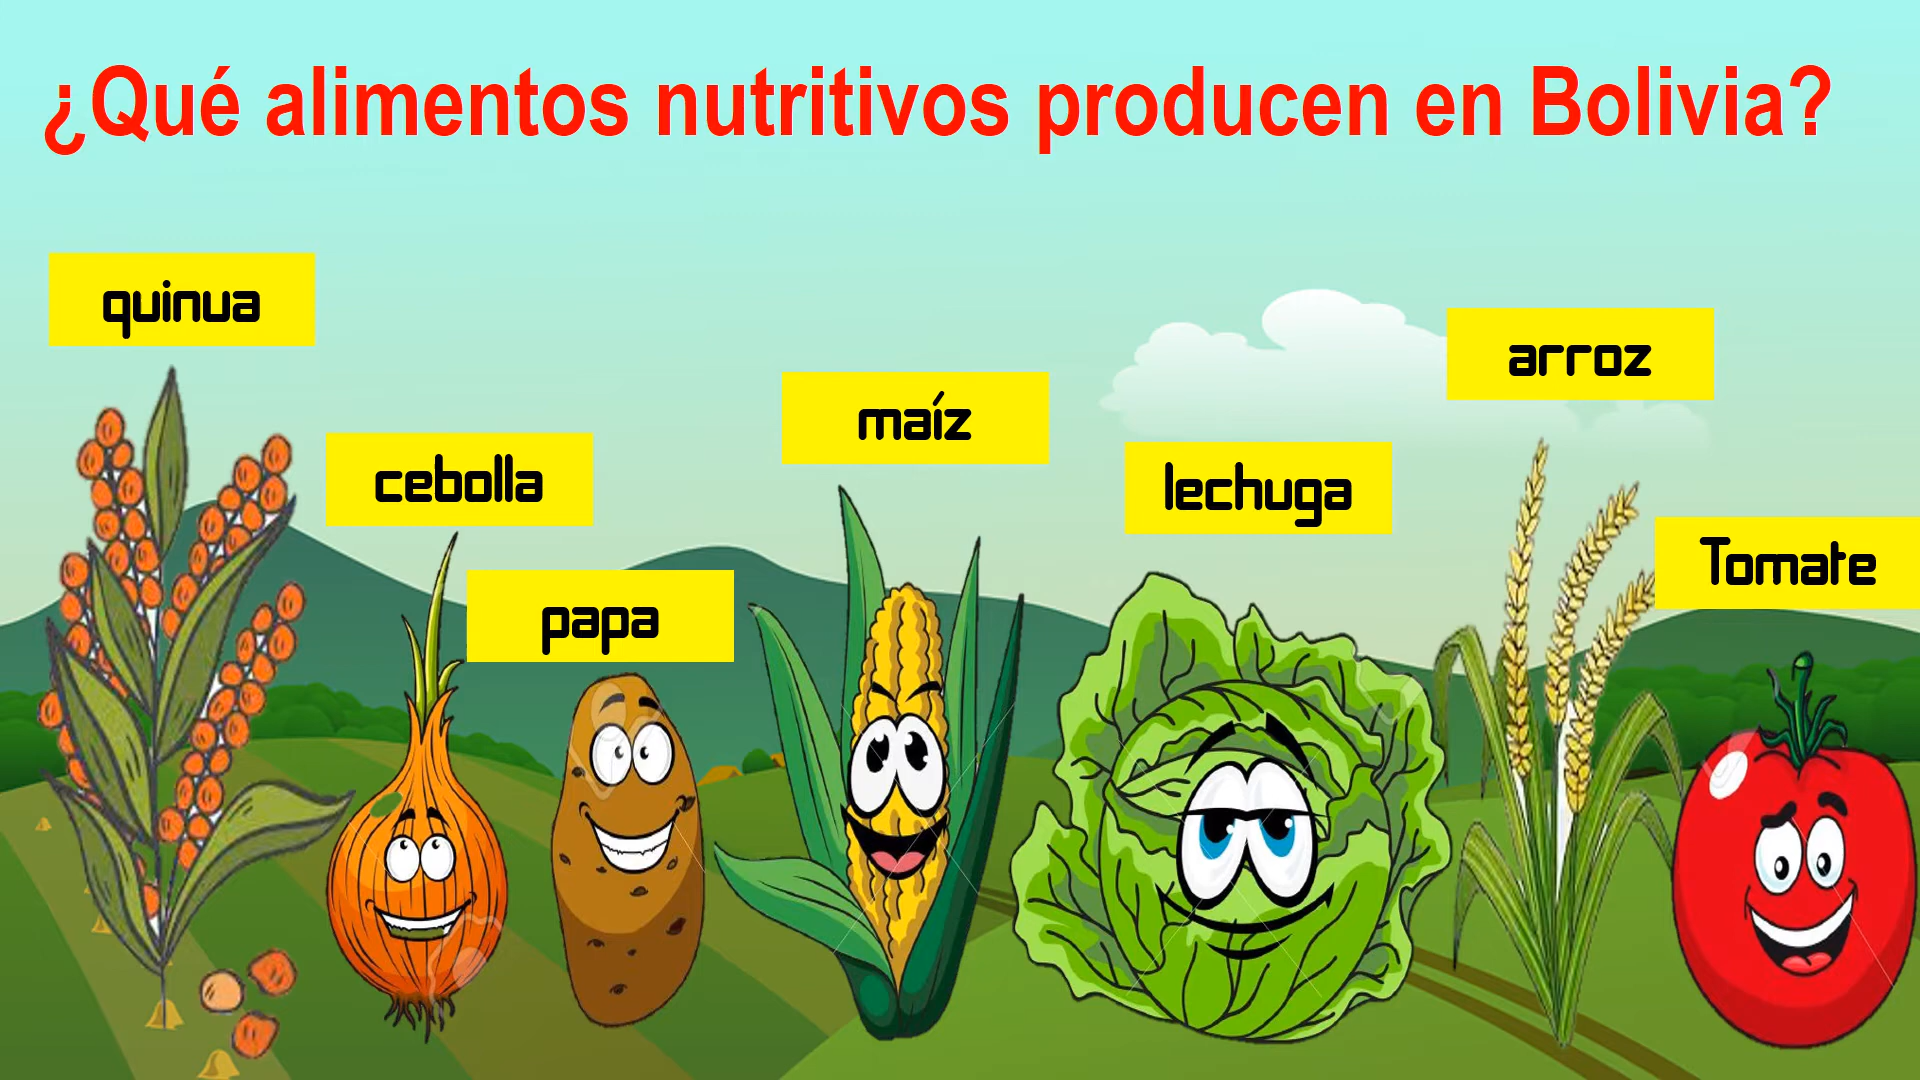 ¿Qué alimentos nutritivos producen en Bolivia?
quinua
cebolla
papa
maíz
lechuga
arroz
Tomate